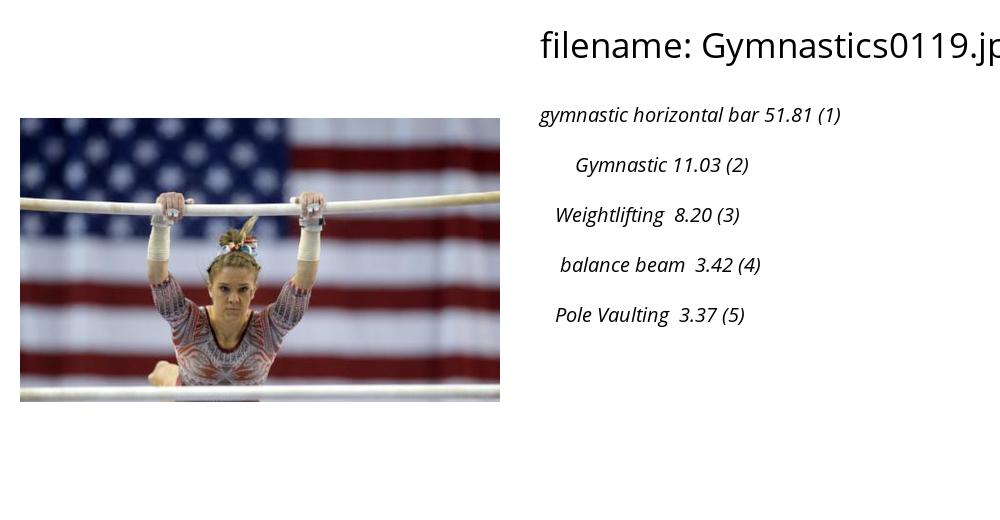 filename: Gymnastics0119.jp
gymnastic horizontal bar 51.81 (1)
Gymnastic 11.03 (2)
Weightlifting 8.20 (3)
balance beam 3.42 (4)
Pole Vaulting 3.37 (5)